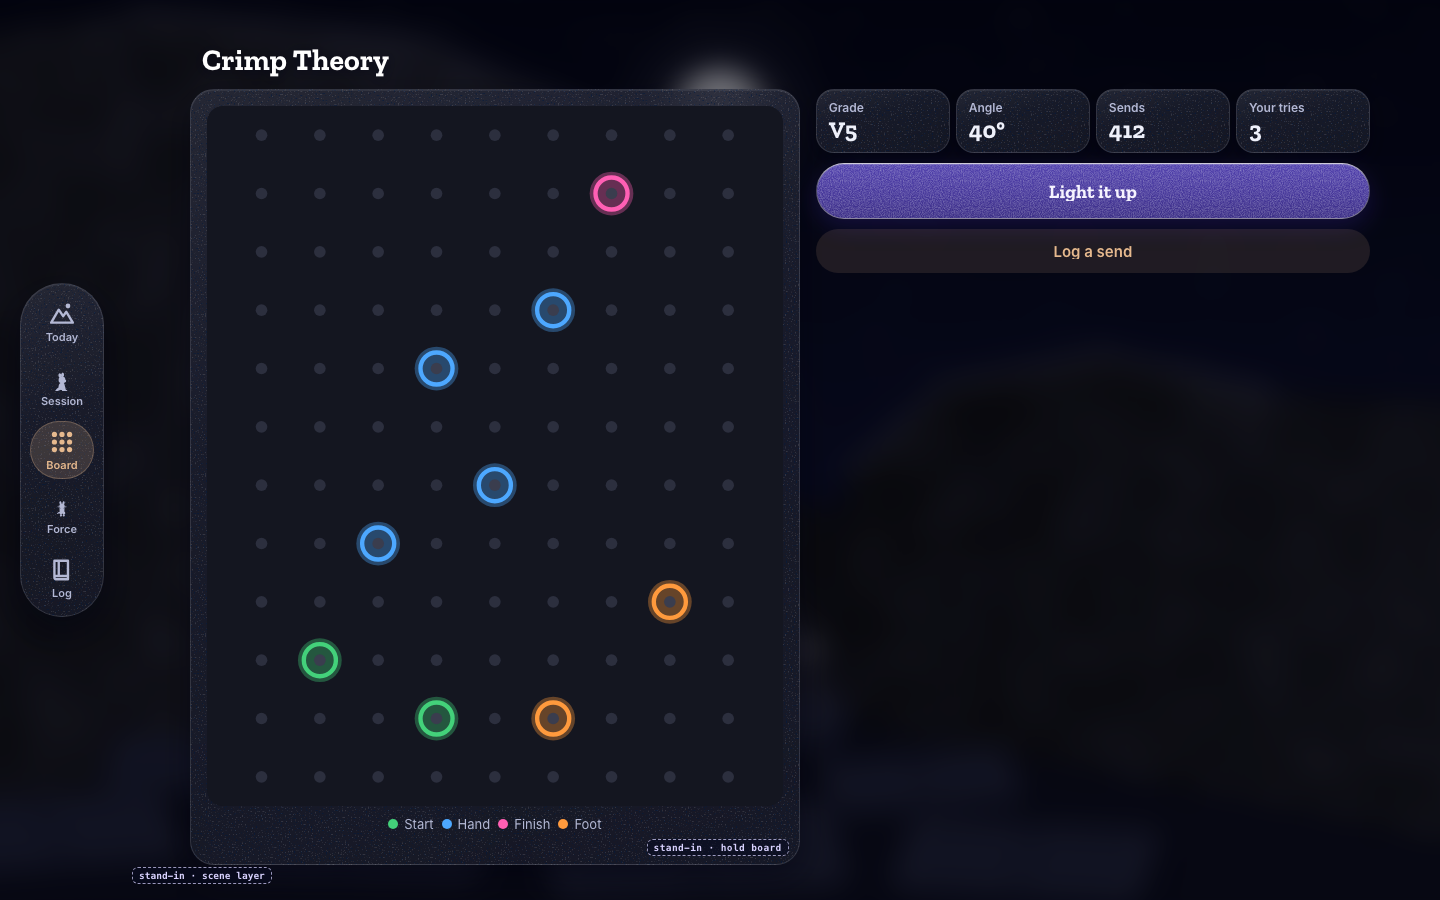 Crimp Theory
Grade
V5
Angle
40°
Sends
412
Your tries
3
Light it up
Log a send
Today
Session
Board
Force
Log
Start
Hand
Finish
Foot
stand-in · hold board
stand-in · scene layer